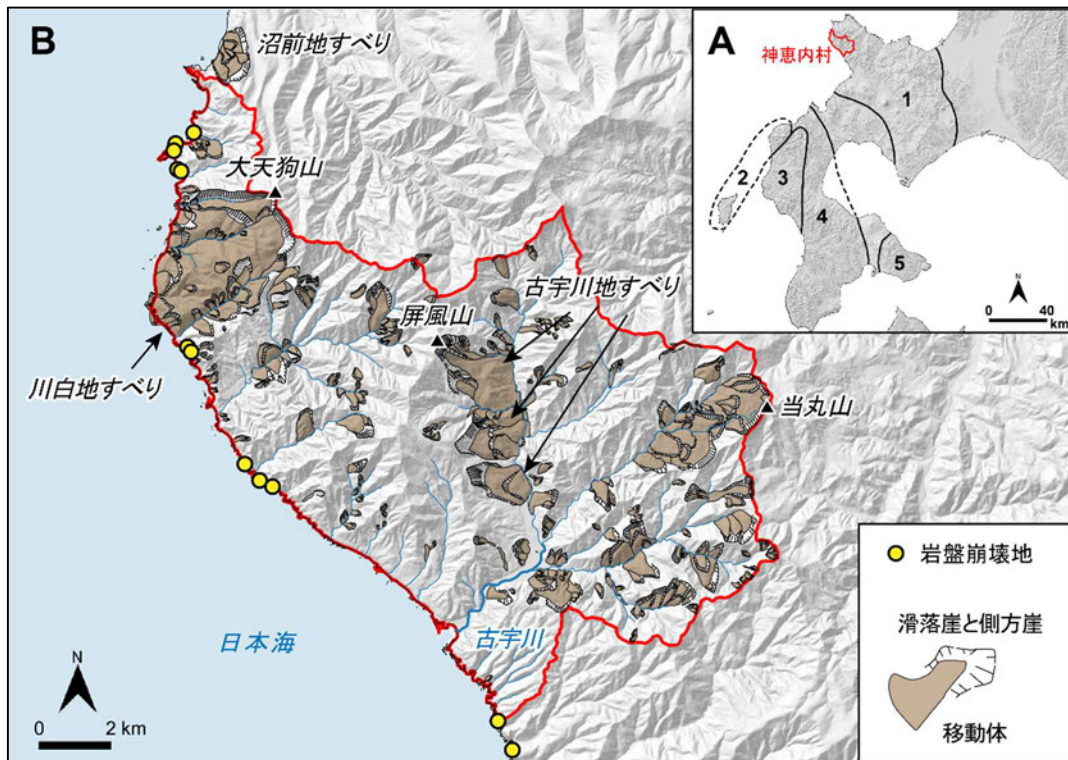 B
沼前地すべり
大天狗山
古宇川地すべり
屏風山
川白地すべり
当丸山
日本海
古宇川
N
0 2 km
A
神恵内村
1
2
3
4
5
N
0 40
km
岩盤崩壊地
滑落崖と側方崖
移動体